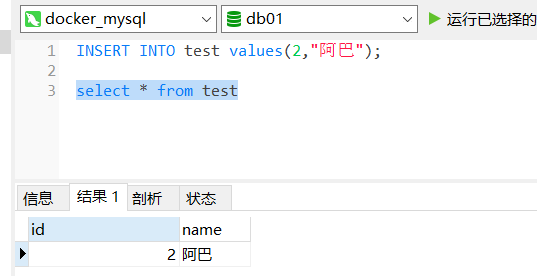 docker_mysql db01 运行已选择的
1 INSERT INTO test values(2,"阿巴");
2
3 select * from test
信息 结果 1 剖析 状态
id name
2 阿巴